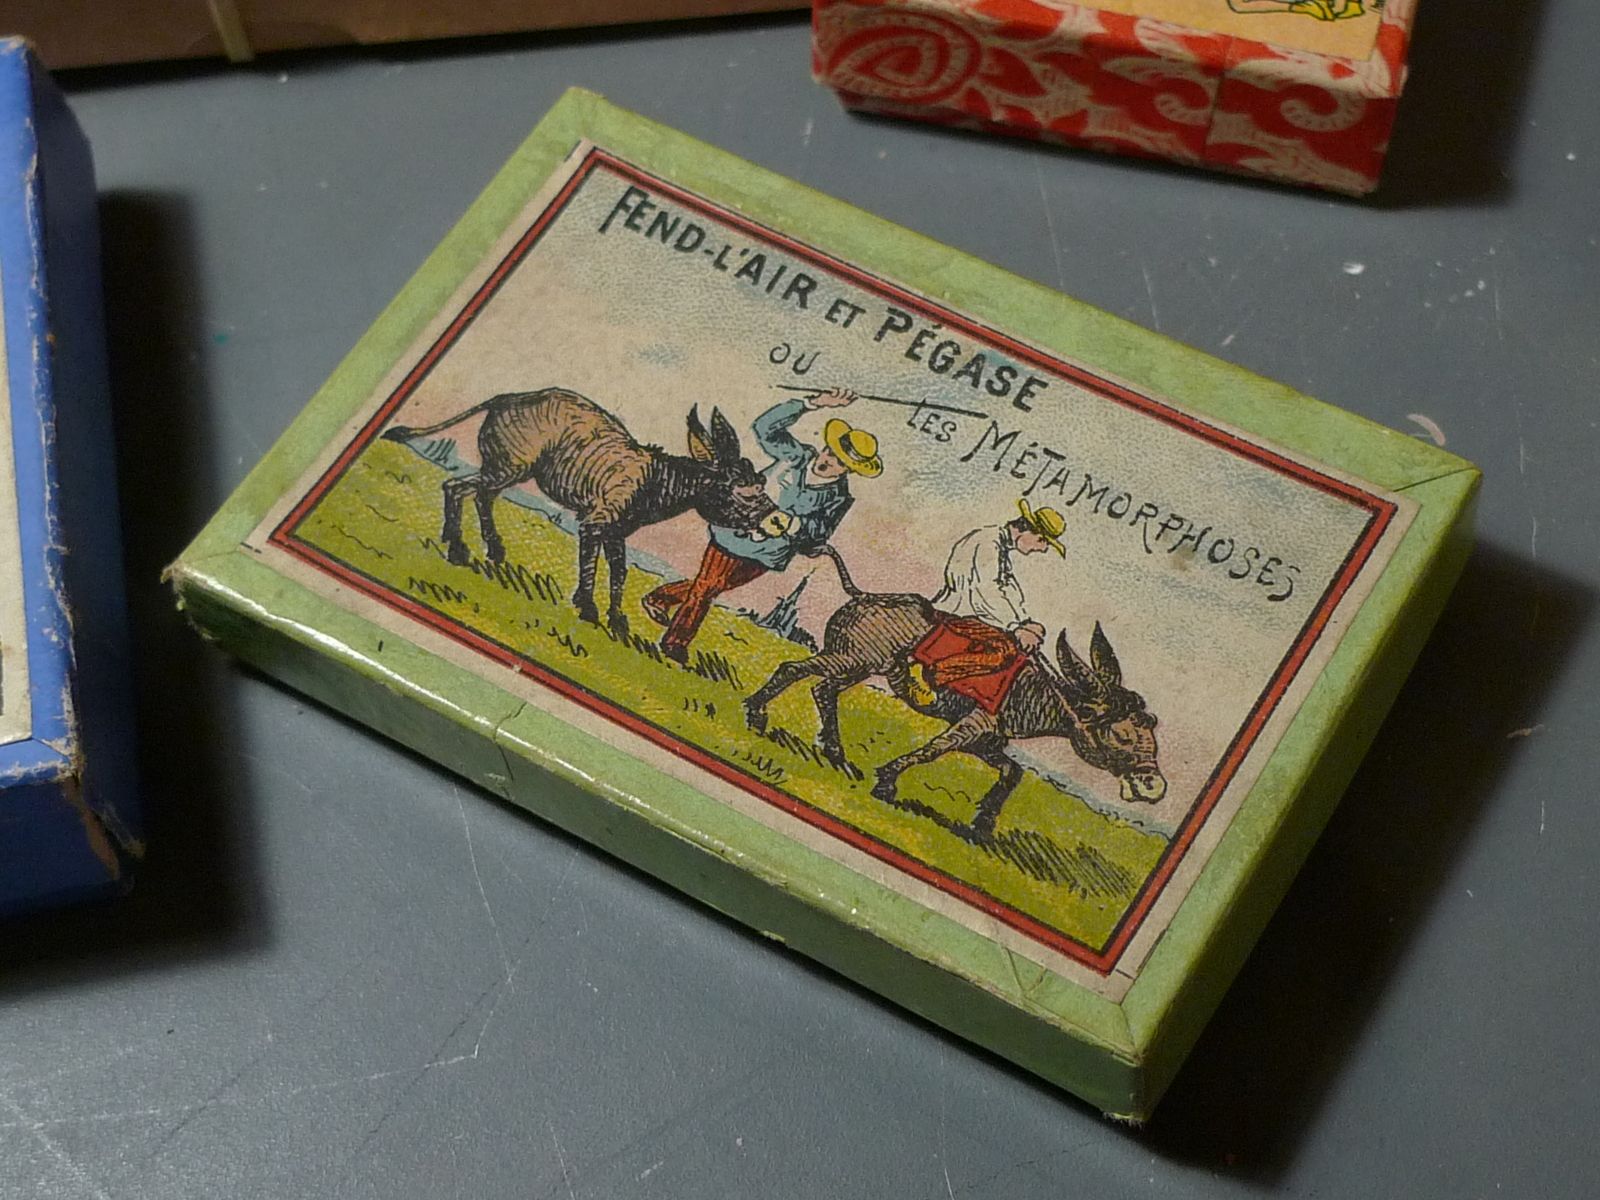 FEND-L'AIR ET PÉGASE
OU
LES MÉTAMORPHOSES